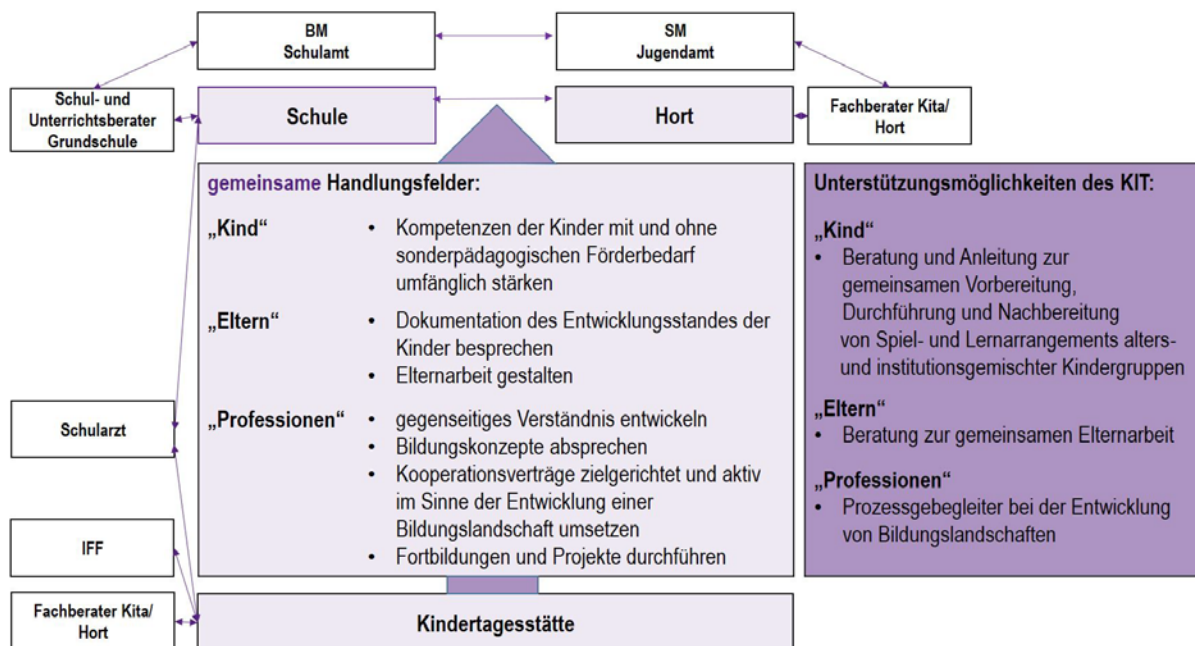 BM
Schulamt
SM
Jugendamt
Schul- und
Unterrichtsberater
Grundschule
Schule
Hort
Fachberater Kita/
Hort
gemeinsame Handlungsfelder:
„Kind“
• Kompetenzen der Kinder mit und ohne
sonderpädagogischen Förderbedarf
umfänglich stärken
„Eltern“
• Dokumentation des Entwicklungsstandes der
Kinder besprechen
• Elternarbeit gestalten
„Professionen“
• gegenseitiges Verständnis entwickeln
• Bildungskonzepte absprechen
• Kooperationsverträge zielgerichtet und aktiv
im Sinne der Entwicklung einer
Bildungslandschaft umsetzen
• Fortbildungen und Projekte durchführen
Unterstützungsmöglichkeiten des KIT:
„Kind“
• Beratung und Anleitung zur
gemeinsamen Vorbereitung,
Durchführung und Nachbereitung
von Spiel- und Lernarrangements alters-
und institutionsgemischter Kindergruppen
„Eltern“
• Beratung zur gemeinsamen Elternarbeit
„Professionen“
• Prozessgebegleiter bei der Entwicklung
von Bildungslandschaften
Schularzt
IFF
Fachberater Kita/
Hort
Kindertagesstätte